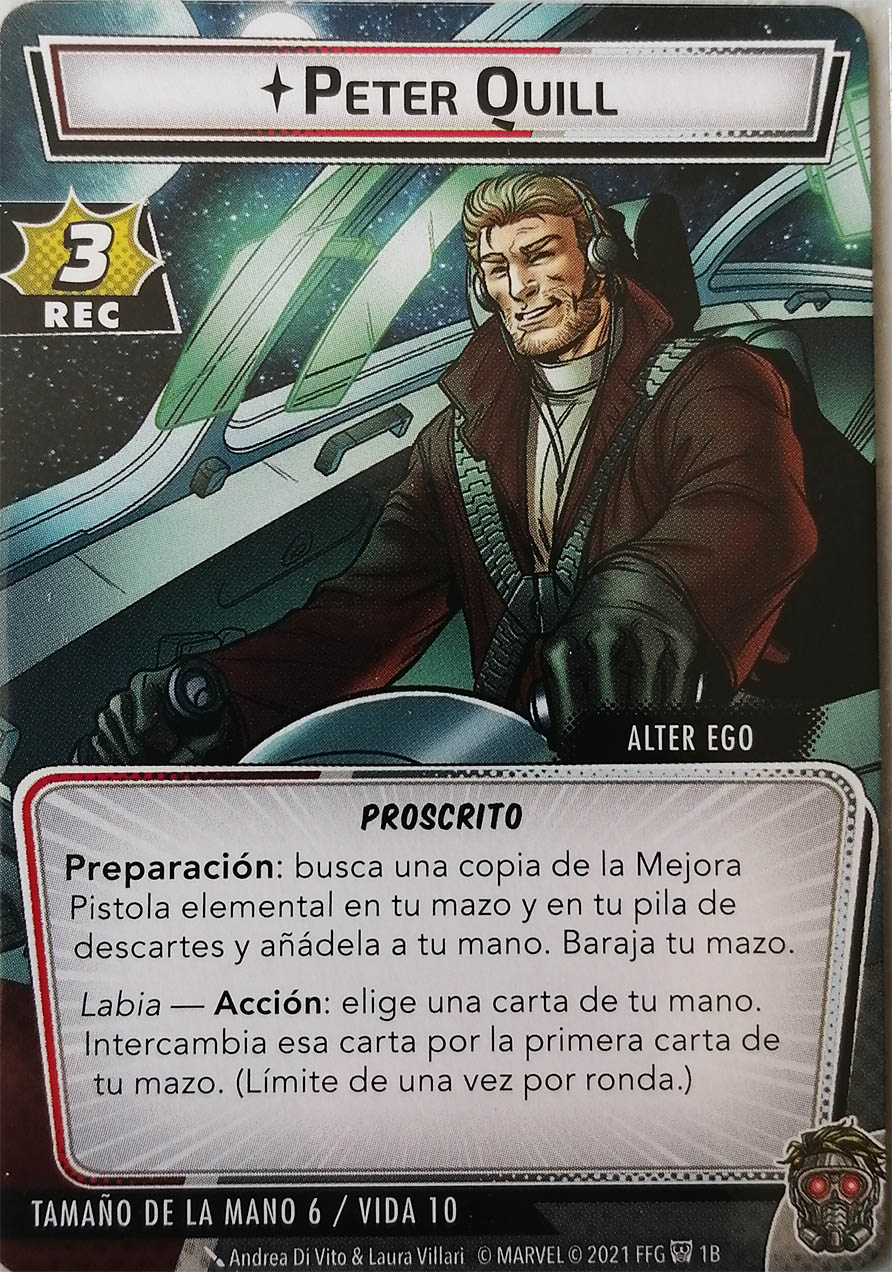 PETER QUILL
3
REC
ALTER EGO
PROSCRITO
Preparación: busca una copia de la Mejora
Pistola elemental en tu mazo y en tu pila de
descartes y añádela a tu mano. Baraja tu mazo.
Labia — Acción: elige una carta de tu mano.
Intercambia esa carta por la primera carta de
tu mazo. (Límite de una vez por ronda.)
TAMAÑO DE LA MANO 6 / VIDA 10
Andrea Di Vito & Laura Villari © MARVEL © 2021 FFG 1B